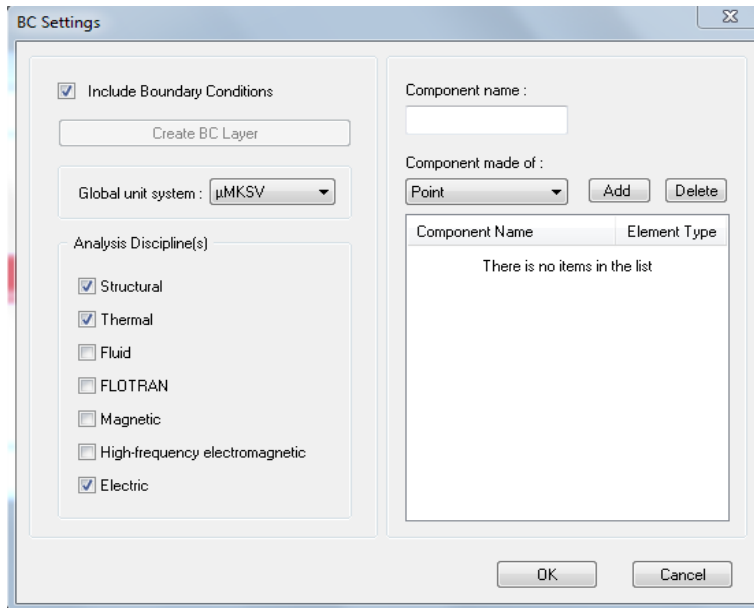 BC Settings
Include Boundary Conditions
Create BC Layer
Global unit system : µMKSV
Analysis Discipline(s)
Structural
Thermal
Fluid
FLOTRAN
Magnetic
High-frequency electromagnetic
Electric
Component name :
Component made of :
Point Add Delete
Component Name Element Type
There is no items in the list
OK Cancel